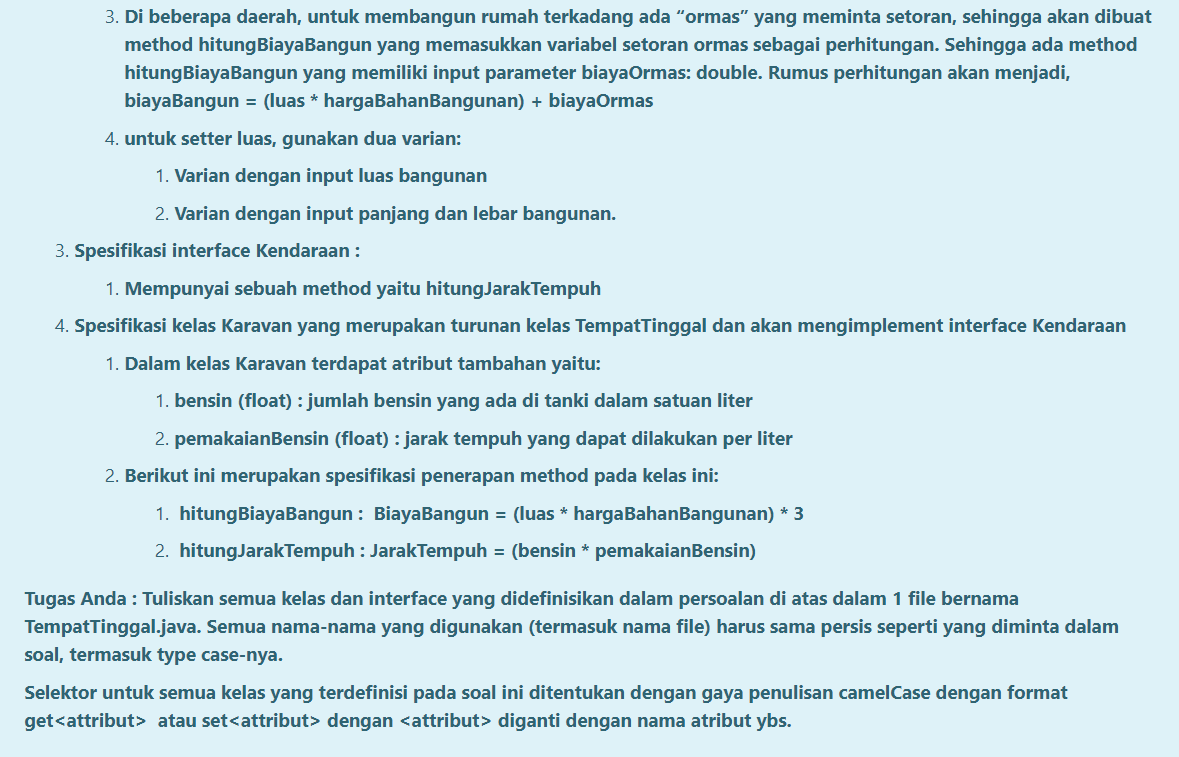 3. Di beberapa daerah, untuk membangun rumah terkadang ada “ormas” yang meminta setoran, sehingga akan dibuat
method hitungBiayaBangun yang memasukkan variabel setoran ormas sebagai perhitungan. Sehingga ada method
hitungBiayaBangun yang memiliki input parameter biayaOrmas: double. Rumus perhitungan akan menjadi,
biayaBangun = (luas * hargaBahanBangunan) + biayaOrmas
4. untuk setter luas, gunakan dua varian:
1. Varian dengan input luas bangunan
2. Varian dengan input panjang dan lebar bangunan.
3. Spesifikasi interface Kendaraan :
1. Mempunyai sebuah method yaitu hitungJarakTempuh
4. Spesifikasi kelas Karavan yang merupakan turunan kelas TempatTinggal dan akan mengimplement interface Kendaraan
1. Dalam kelas Karavan terdapat atribut tambahan yaitu:
1. bensin (float) : jumlah bensin yang ada di tanki dalam satuan liter
2. pemakaianBensin (float) : jarak tempuh yang dapat dilakukan per liter
2. Berikut ini merupakan spesifikasi penerapan method pada kelas ini:
1. hitungBiayaBangun : BiayaBangun = (luas * hargaBahanBangunan) * 3
2. hitungJarakTempuh : JarakTempuh = (bensin * pemakaianBensin)
Tugas Anda : Tuliskan semua kelas dan interface yang didefinisikan dalam persoalan di atas dalam 1 file bernama
TempatTinggal.java. Semua nama-nama yang digunakan (termasuk nama file) harus sama persis seperti yang diminta dalam
soal, termasuk type case-nya.
Selektor untuk semua kelas yang terdefinisi pada soal ini ditentukan dengan gaya penulisan camelCase dengan format
get<attribut> atau set<attribut> dengan <attribut> diganti dengan nama atribut ybs.